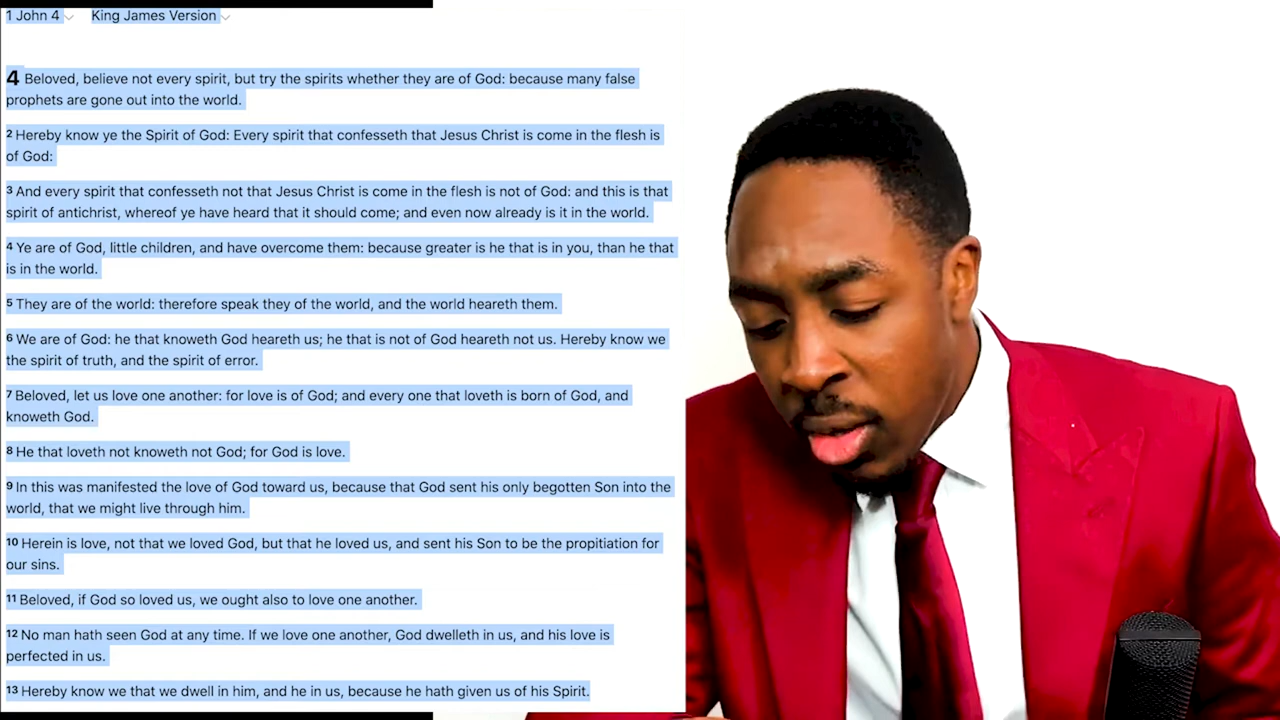 1 John 4 King James Version
4 Beloved, believe not every spirit, but try the spirits whether they are of God: because many false
prophets are gone out into the world.
2 Hereby know ye the Spirit of God: Every spirit that confesseth that Jesus Christ is come in the flesh is
of God:
3 And every spirit that confesseth not that Jesus Christ is come in the flesh is not of God: and this is that
spirit of antichrist, whereof ye have heard that it should come; and even now already is it in the world.
4 Ye are of God, little children, and have overcome them: because greater is he that is in you, than he that
is in the world.
5 They are of the world: therefore speak they of the world, and the world heareth them.
6 We are of God: he that knoweth God heareth us; he that is not of God heareth not us. Hereby know we
the spirit of truth, and the spirit of error.
7 Beloved, let us love one another: for love is of God; and every one that loveth is born of God, and
knoweth God.
8 He that loveth not knoweth not God; for God is love.
9 In this was manifested the love of God toward us, because that God sent his only begotten Son into the
world, that we might live through him.
10 Herein is love, not that we loved God, but that he loved us, and sent his Son to be the propitiation for
our sins.
11 Beloved, if God so loved us, we ought also to love one another.
12 No man hath seen God at any time. If we love one another, God dwelleth in us, and his love is
perfected in us.
13 Hereby know we that we dwell in him, and he in us, because he hath given us of his Spirit.